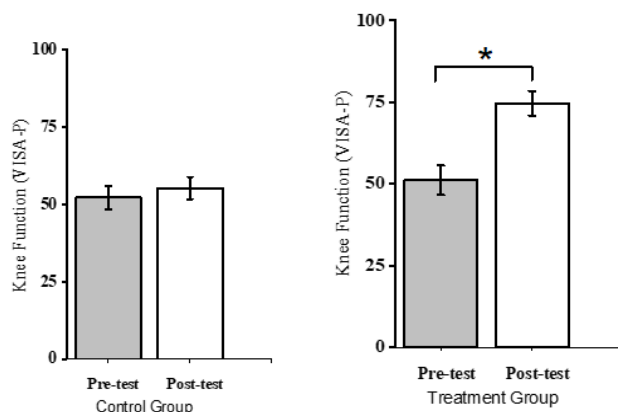 100
75
50
25
0
Knee Function (VISA-P)
Pre-test Post-test
Control Group
100
75
50
25
0
Knee Function (VISA-P)
*
Pre-test Post-test
Treatment Group